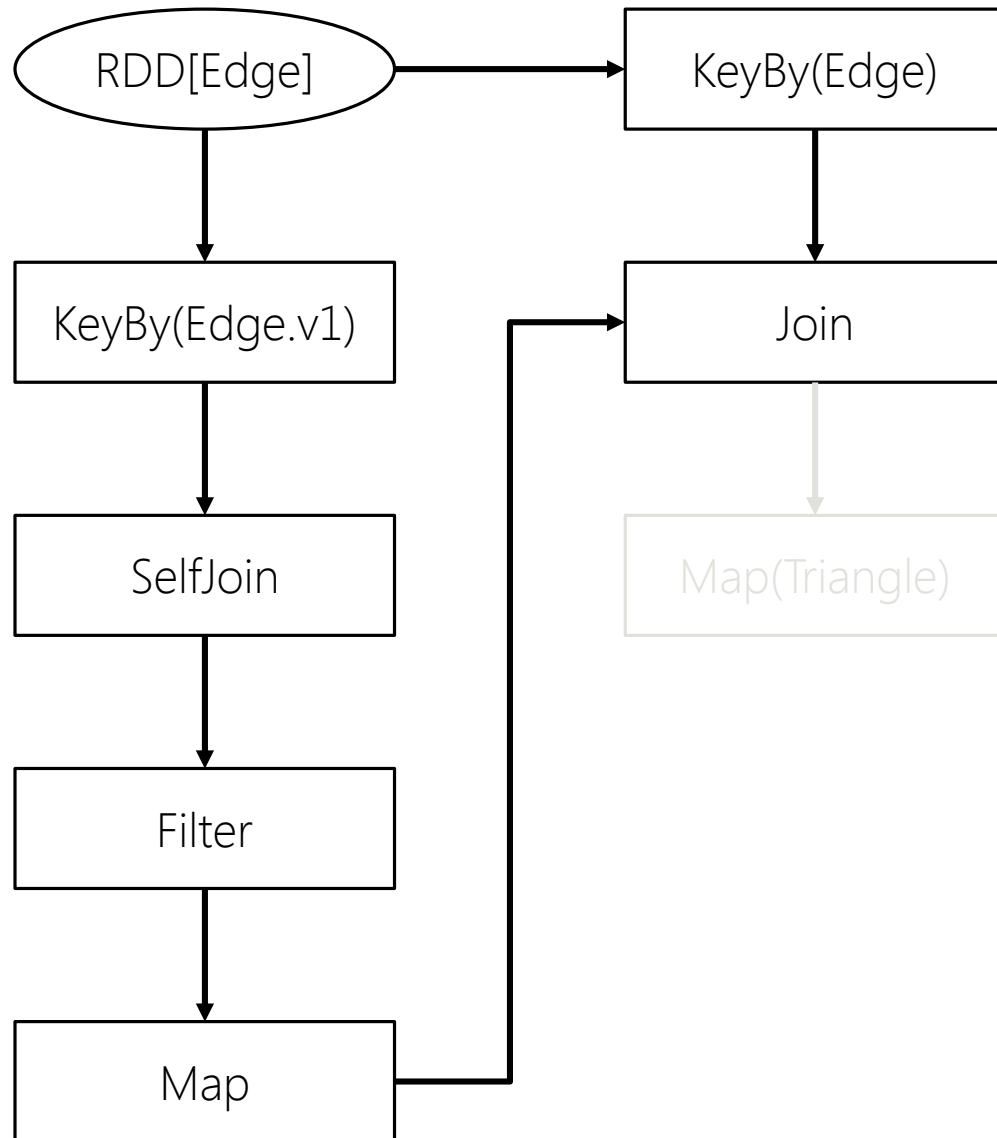 RDD[Edge]
KeyBy(Edge)
KeyBy(Edge.v1)
Join
SelfJoin
Map(Triangle)
Filter
Map